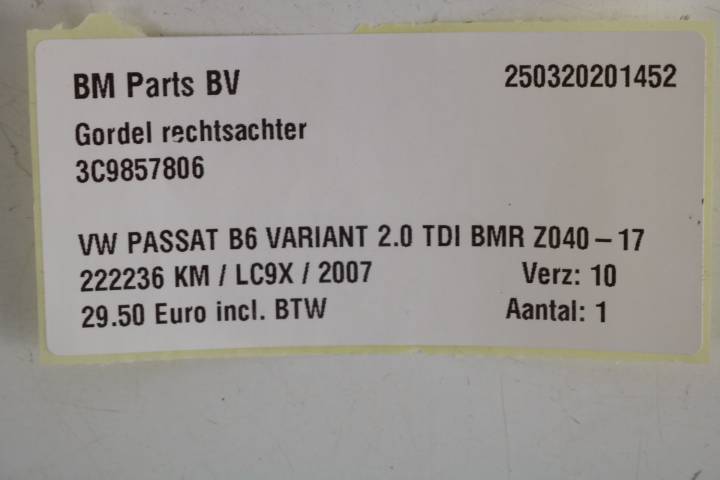 BM Parts BV 250320201452
Gordel rechtsachter
3C9857806
VW PASSAT B6 VARIANT 2.0 TDI BMR Z040-17
222236 KM / LC9X / 2007 Verz: 10
29.50 Euro incl. BTW Aantal: 1